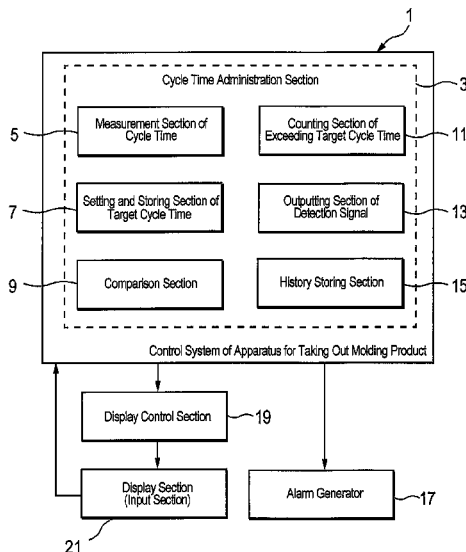 1
Cycle Time Administration Section
3
Measurement Section of
Cycle Time
5
Counting Section of
Exceeding Target Cycle Time
11
Setting and Storing Section of
Target Cycle Time
7
Outputting Section of
Detection Signal
13
Comparison Section
9
History Storing Section
15
Control System of Apparatus for Taking Out Molding Product
Display Control Section
19
Display Section
(Input Section)
21
Alarm Generator
17